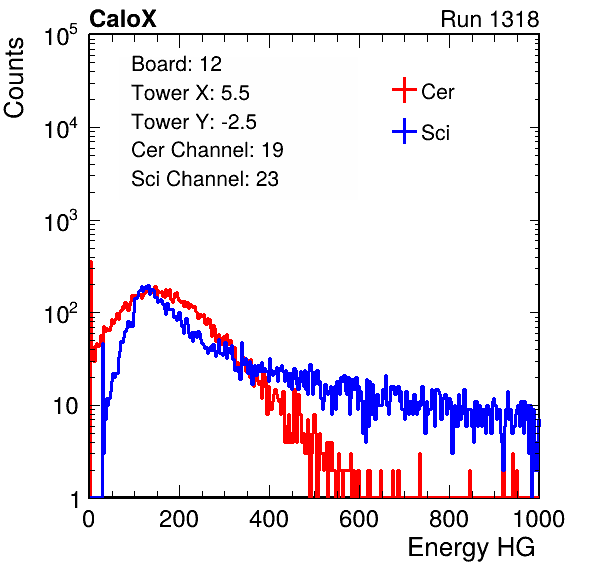 CaloX Run 1318
Counts
Board: 12
Tower X: 5.5
Tower Y: -2.5
Cer Channel: 19
Sci Channel: 23
Cer
Sci
10^5
10^4
10^3
10^2
10
1
0 200 400 600 800 1000
Energy HG